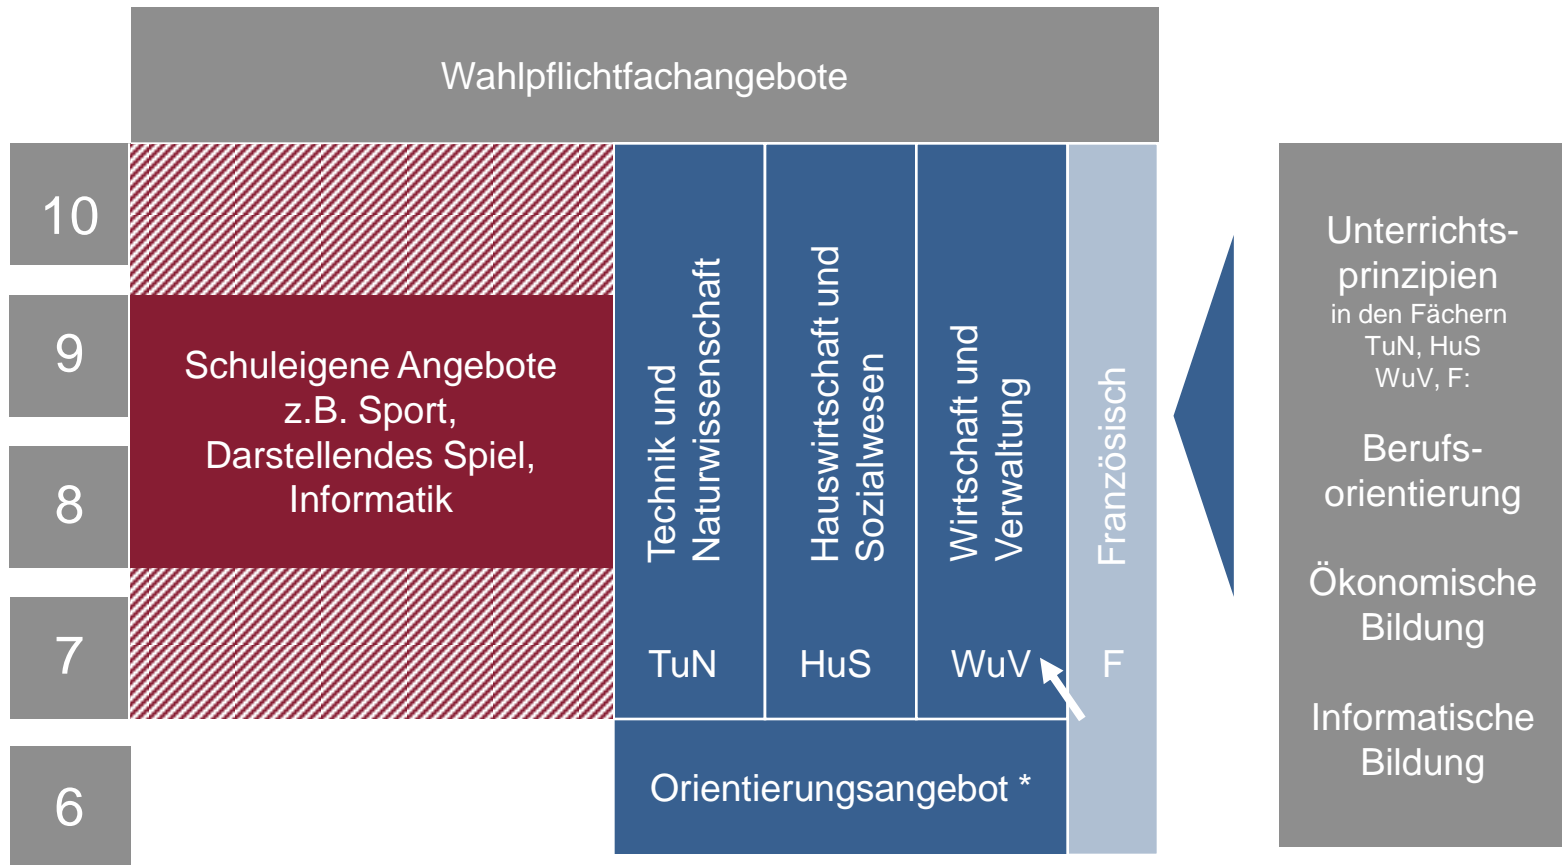 Wahlpflichtfachangebote
10
9
8
7
6
Schuleigene Angebote
z.B. Sport,
Darstellendes Spiel,
Informatik
Technik und
Naturwissenschaft
TuN
Hauswirtschaft und
Sozialwesen
HuS
Wirtschaft und
Verwaltung
WuV
Französisch
F
Orientierungsangebot *
Unterrichts-
prinzipien
in den Fächern
TuN, HuS
WuV, F:
Berufs-
orientierung
Ökonomische
Bildung
Informatische
Bildung